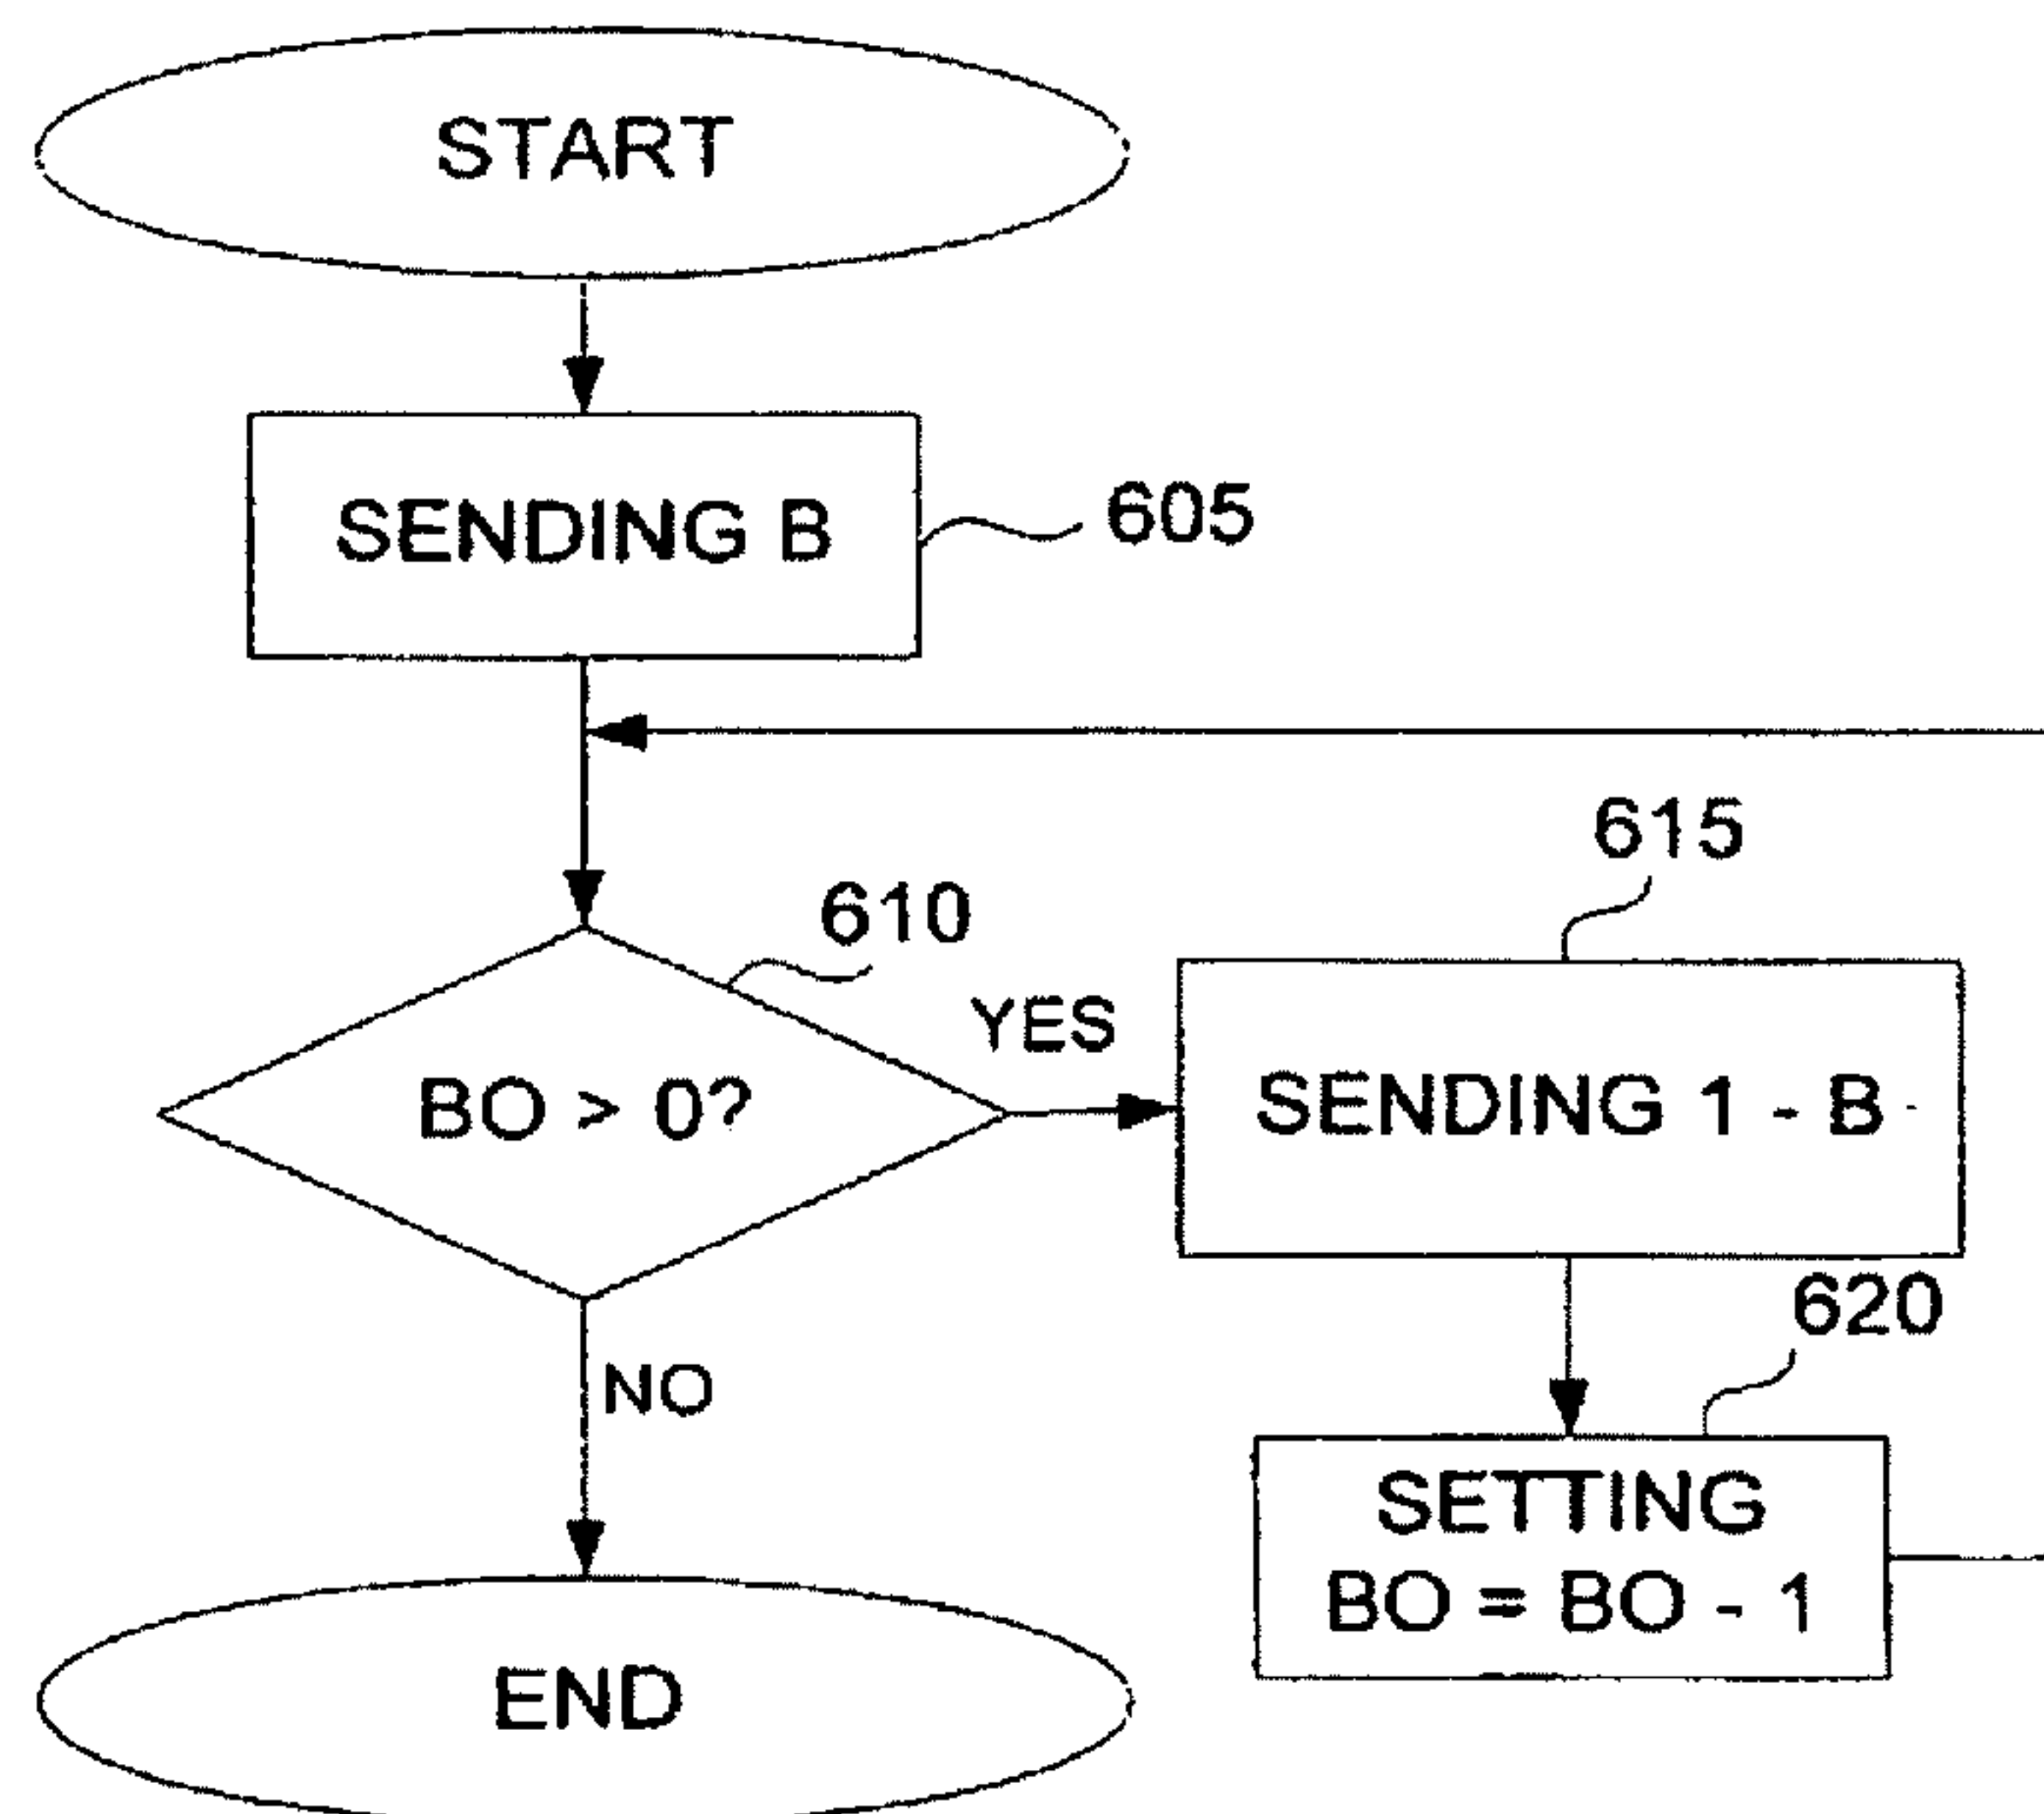 START
SENDING B
605
610
BO > 0?
YES
615
SENDING 1 - B
620
SETTING
BO = BO - 1
NO
END